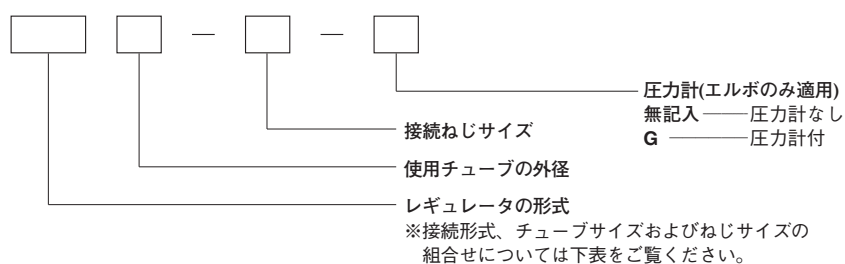 — —
圧力計(エルボのみ適用)
無記入——圧力計なし
G ———圧力計付
接続ねじサイズ
使用チューブの外径
レギュレータの形式
※接続形式、チューブサイズおよびねじサイズの
組合せについては下表をご覧ください。